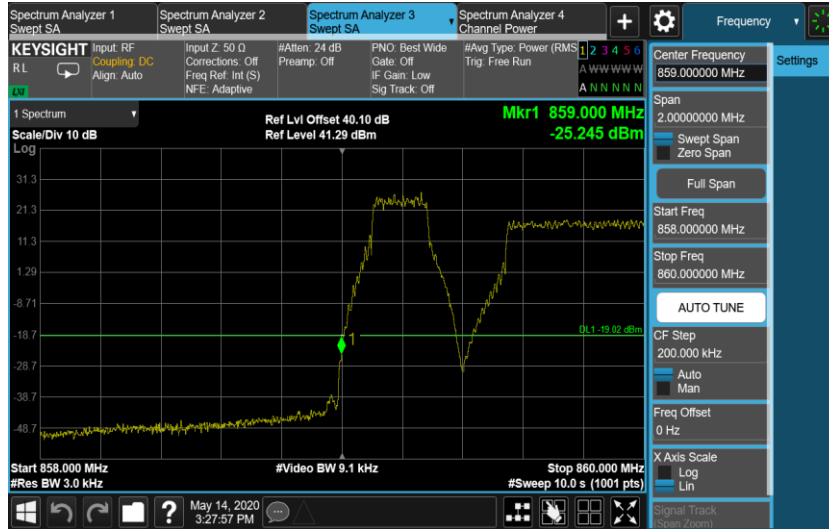 Spectrum Analyzer 1
Swept SA
Spectrum Analyzer 2
Swept SA
Spectrum Analyzer 3
Swept SA
Spectrum Analyzer 4
Channel Power
Frequency
KEYSIGHT
RL
LXI
Input: RF
Coupling: DC
Align: Auto
Input Z: 50 Ω
Corrections: Off
Freq Ref: Int (S)
NFE: Adaptive
#Atten: 24 dB
Preamp: Off
PNO: Best Wide
Gate: Off
IF Gain: Low
Sig Track: Off
#Avg Type: Power (RMS
Trig: Free Run
1 2 3 4 5 6
A W W W W W
A N N N N N
1 Spectrum
Scale/Div 10 dB
Log
Ref Lvl Offset 40.10 dB
Ref Level 41.29 dBm
Mkr1 859.000 MHz
-25.245 dBm
31.3
21.3
11.3
1.29
-8.71
-18.7
-28.7
-38.7
-48.7
DL1 -19.02 dBm
1
Start 858.000 MHz
#Res BW 3.0 kHz
#Video BW 9.1 kHz
Stop 860.000 MHz
#Sweep 10.0 s (1001 pts)
Center Frequency
859.000000 MHz
Settings
Span
2.00000000 MHz
Swept Span
Zero Span
Full Span
Start Freq
858.000000 MHz
Stop Freq
860.000000 MHz
AUTO TUNE
CF Step
200.000 kHz
Auto
Man
Freq Offset
0 Hz
X Axis Scale
Log
Lin
Signal Track
(Span Zoom)
?
May 14, 2020
3:27:57 PM